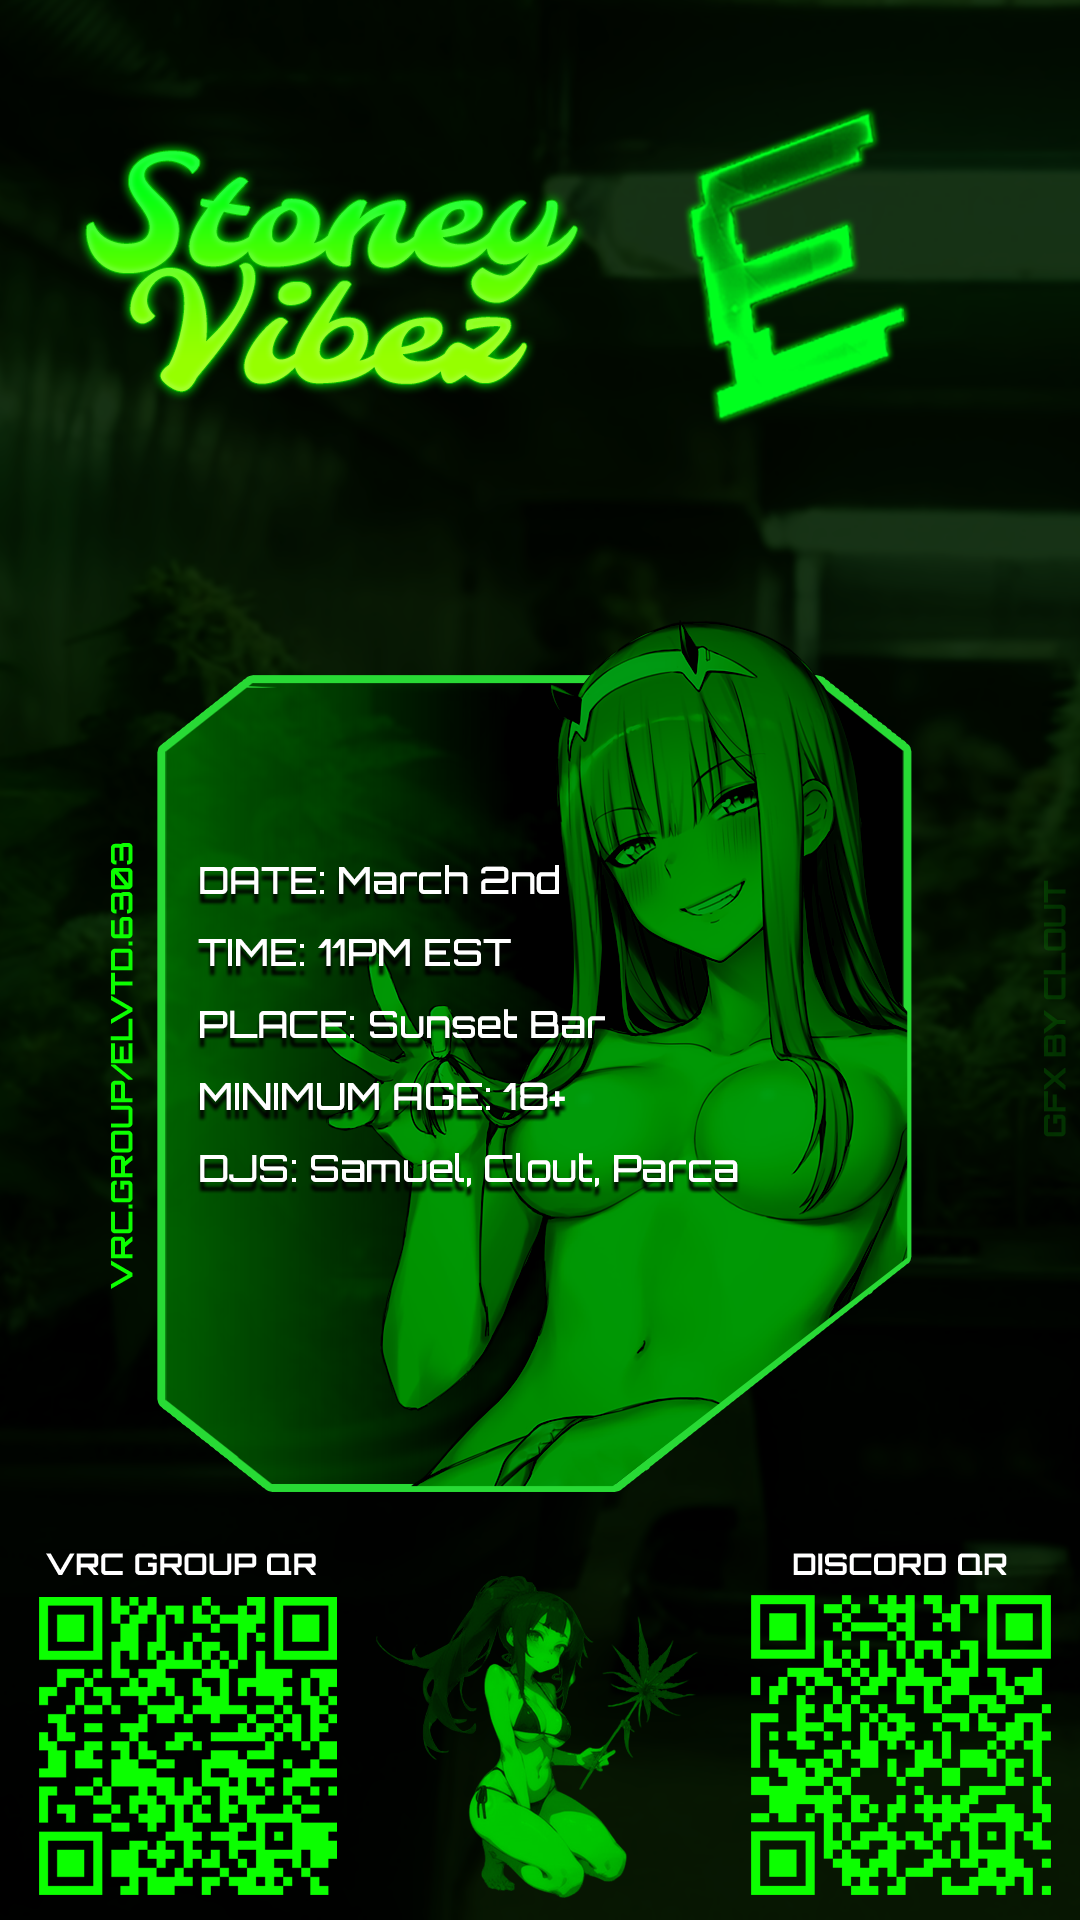 Stoney
Vibez
E
DATE: March 2nd
TIME: 11PM EST
PLACE: Sunset Bar
MINIMUM AGE: 18+
DJS: Samuel, Clout, Parca
VRC.GROUP/ELVTD.6303
GFX BY CLOUT
VRC GROUP QR
DISCORD QR